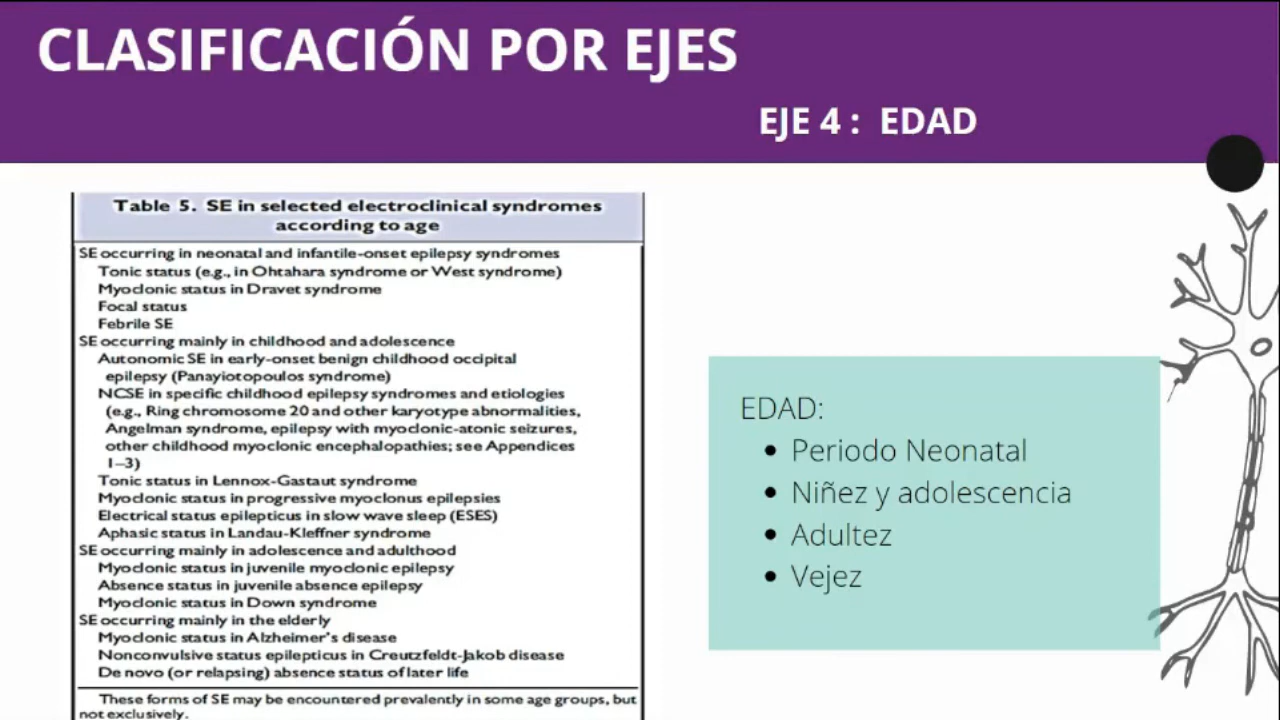 CLASIFICACIÓN POR EJES
EJE 4 : EDAD
Table 5. SE in selected electroclinical syndromes
according to age
SE occurring in neonatal and infantile-onset epilepsy syndromes
Tonic status (e.g., in Ohtahara syndrome or West syndrome)
Myoclonic status in Dravet syndrome
Focal status
Febrile SE
SE occurring mainly in childhood and adolescence
Autonomic SE in early-onset benign childhood occipital
epilepsy (Panayiotopoulos syndrome)
NCSE in specific childhood epilepsy syndromes and etiologies
(e.g., Ring chromosome 20 and other karyotype abnormalities,
Angelman syndrome, epilepsy with myoclonic-atonic seizures,
other childhood myoclonic encephalopathies; see Appendices
1–3)
Tonic status in Lennox-Gastaut syndrome
Myoclonic status in progressive myoclonus epilepsies
Electrical status epilepticus in slow wave sleep (ESES)
Aphasic status in Landau-Kleffner syndrome
SE occurring mainly in adolescence and adulthood
Myoclonic status in juvenile myoclonic epilepsy
Absence status in juvenile absence epilepsy
Myoclonic status in Down syndrome
SE occurring mainly in the elderly
Myoclonic status in Alzheimer's disease
Nonconvulsive status epilepticus in Creutzfeldt-Jakob disease
De novo (or relapsing) absence status of later life
These forms of SE may be encountered prevalently in some age groups, but
not exclusively.
EDAD:
• Periodo Neonatal
• Niñez y adolescencia
• Adultez
• Vejez